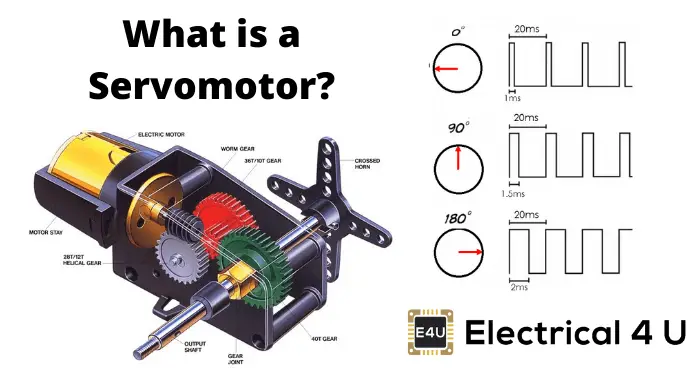 What is a
Servomotor?
ELECTRIC MOTOR
WORM GEAR
36T/10T GEAR
CROSSED
HORN
MOTOR STAY
28T/12T
HELICAL GEAR
OUTPUT
SHAFT
GEAR
JOINT
40T GEAR
0°
20ms
1ms
90°
20ms
1.5ms
180°
20ms
2ms
E4U
Electrical 4 U